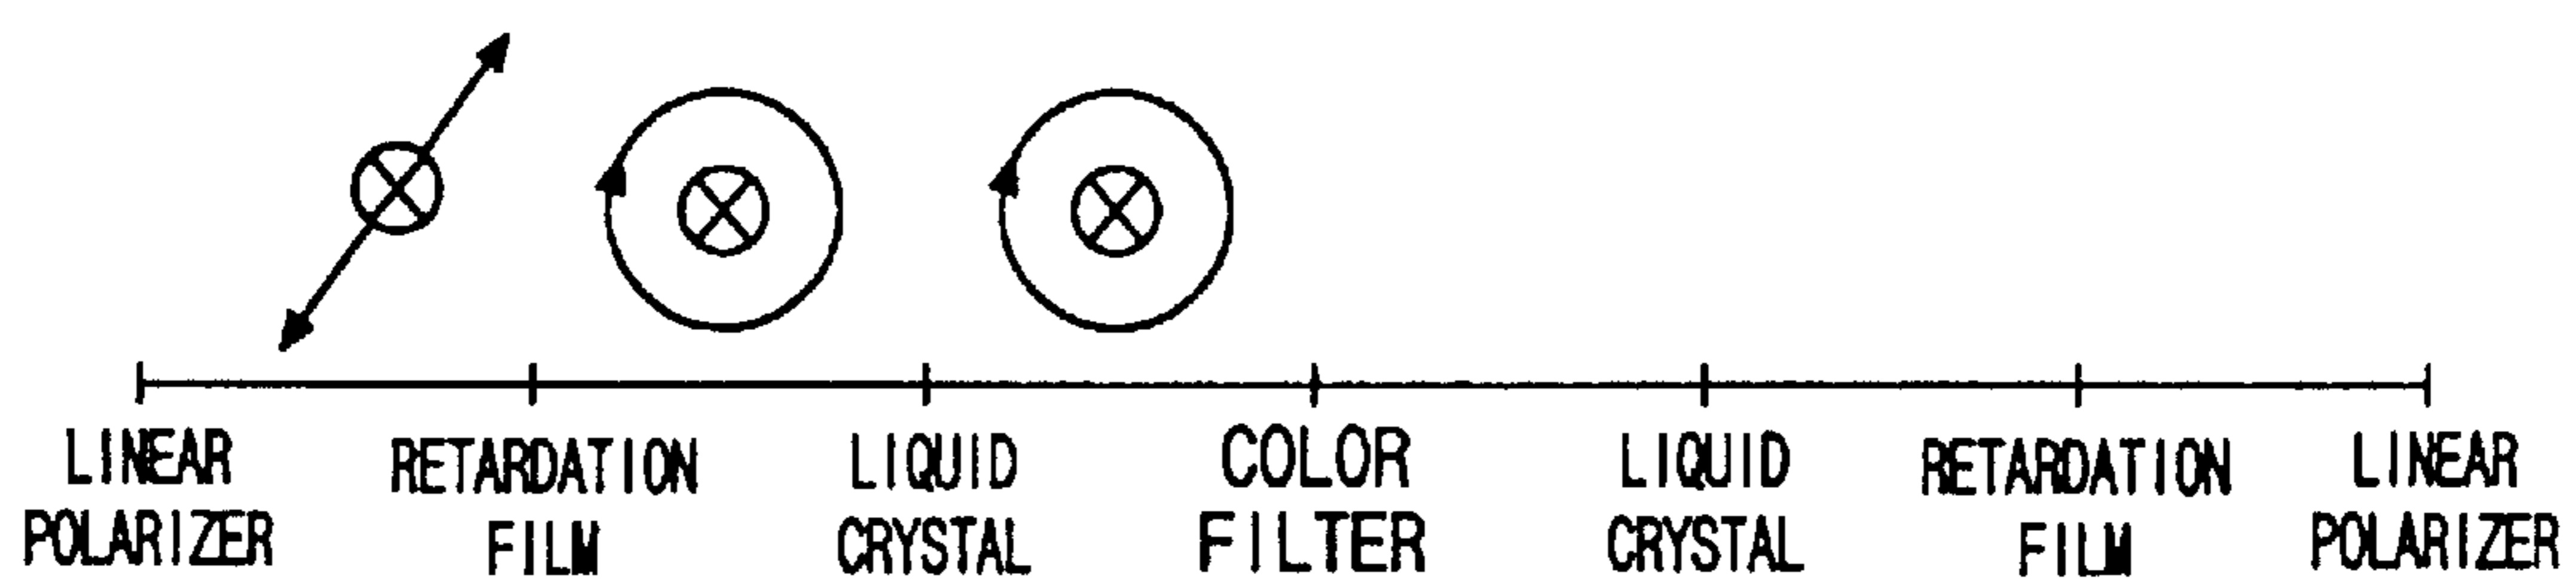 LINEAR
POLARIZER
RETARDATION
FILM
LIQUID
CRYSTAL
COLOR
FILTER
LIQUID
CRYSTAL
RETARDATION
FILM
LINEAR
POLARIZER